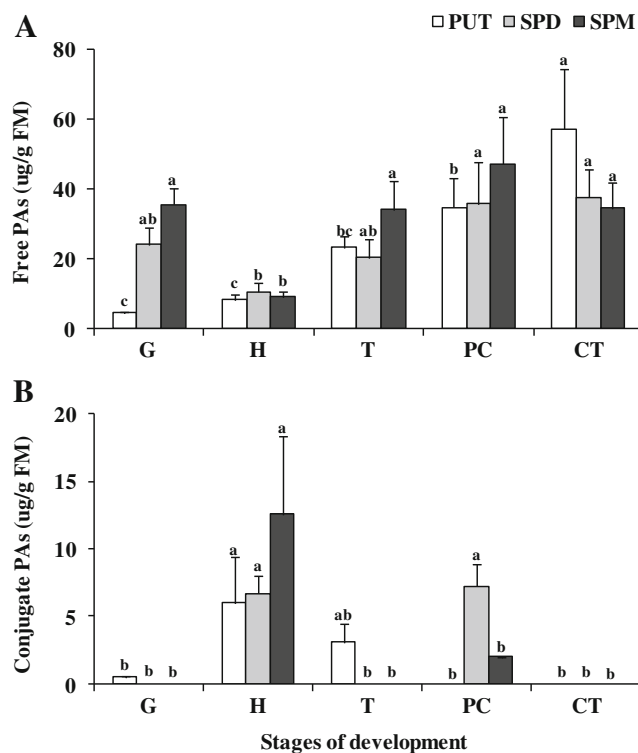 A
PUT SPD SPM
Free PAs (ug/g FM)
80
60
40
20
0
c ab a
c b b
bc ab a
b a a
a a a
G H T PC CT
B
Conjugate PAs (ug/g FM)
20
15
10
5
0
b b b
a a a
ab b b
b a b
b b b
G H T PC CT
Stages of development